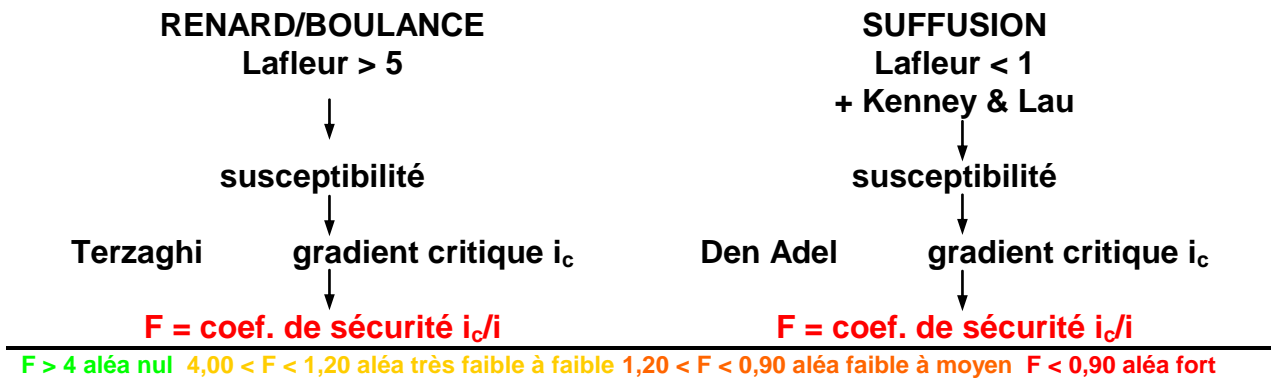 RENARD/BOULANCE
Lafleur > 5
susceptibilité
Terzaghi gradient critique ic
F = coef. de sécurité ic/i
SUFFUSION
Lafleur < 1
+ Kenney & Lau
susceptibilité
Den Adel gradient critique ic
F = coef. de sécurité ic/i
F > 4 aléa nul 4,00 < F < 1,20 aléa très faible à faible 1,20 < F < 0,90 aléa faible à moyen F < 0,90 aléa fort